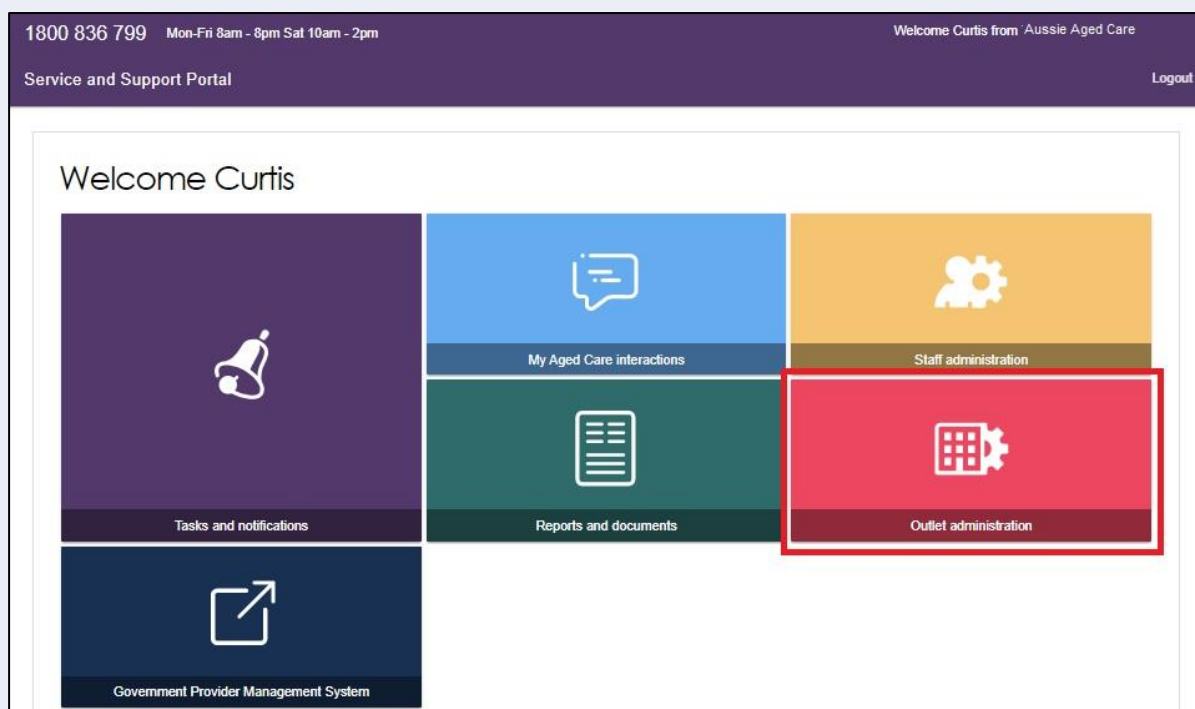 1800 836 799 Mon-Fri 8am - 8pm Sat 10am - 2pm
Welcome Curtis from Aussie Aged Care
Service and Support Portal
Logout
Welcome Curtis
My Aged Care interactions
Staff administration
Tasks and notifications
Reports and documents
Outlet administration
Government Provider Management System